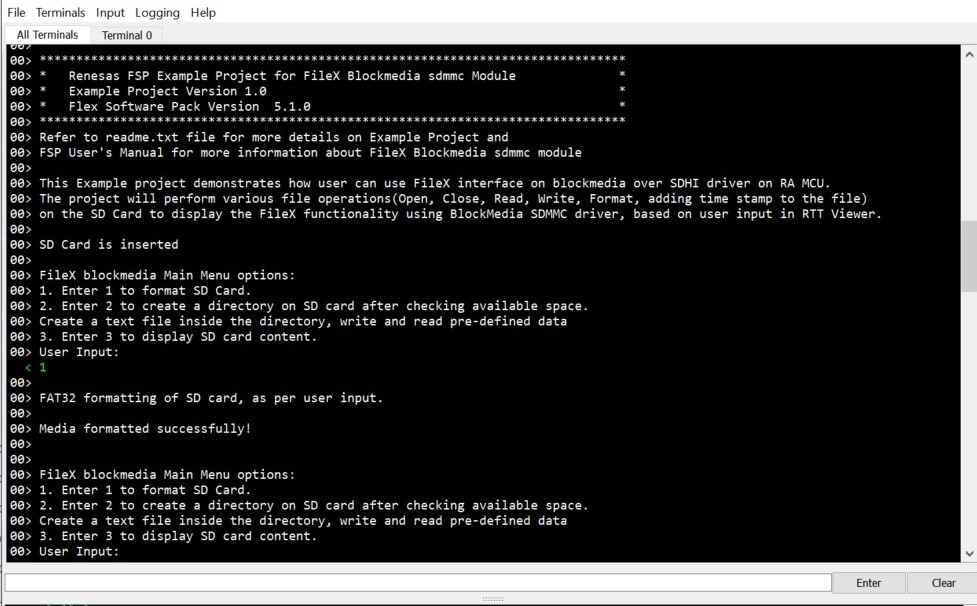 File Terminals Input Logging Help
All Terminals Terminal 0
00>
00> ********************************************************************************
00> *   Renesas FSP Example Project for FileX Blockmedia sdmmc Module              *
00> *   Example Project Version 1.0                                                *
00> *   Flex Software Pack Version  5.1.0                                          *
00> ********************************************************************************
00> Refer to readme.txt file for more details on Example Project and
00> FSP User's Manual for more information about FileX Blockmedia sdmmc module
00>
00> This Example project demonstrates how user can use FileX interface on blockmedia over SDHI driver on RA MCU.
00> The project will perform various file operations(Open, Close, Read, Write, Format, adding time stamp to the file)
00> on the SD Card to display the FileX functionality using BlockMedia SDMMC driver, based on user input in RTT Viewer.
00>
00> SD Card is inserted
00>
00> FileX blockmedia Main Menu options:
00> 1. Enter 1 to format SD Card.
00> 2. Enter 2 to create a directory on SD card after checking available space.
00> Create a text file inside the directory, write and read pre-defined data
00> 3. Enter 3 to display SD card content.
00> User Input:
< 1
00>
00> FAT32 formatting of SD card, as per user input.
00>
00> Media formatted successfully!
00>
00>
00> FileX blockmedia Main Menu options:
00> 1. Enter 1 to format SD Card.
00> 2. Enter 2 to create a directory on SD card after checking available space.
00> Create a text file inside the directory, write and read pre-defined data
00> 3. Enter 3 to display SD card content.
00> User Input:
Enter Clear